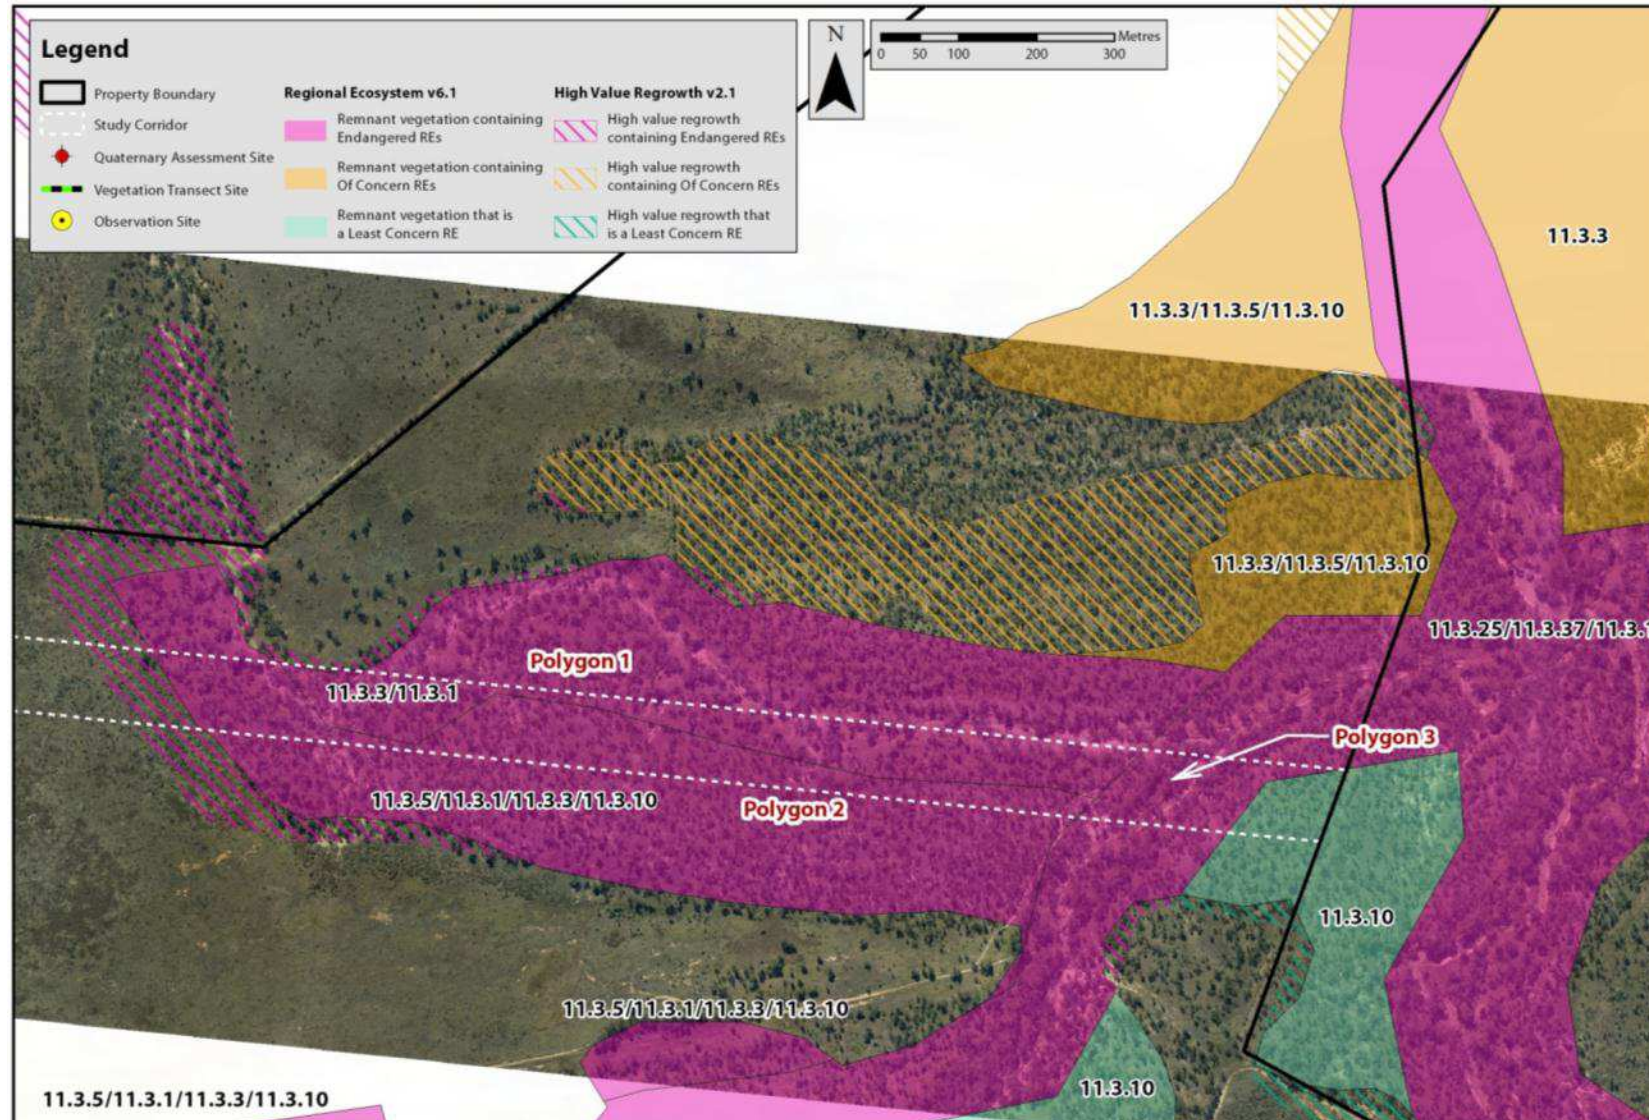 Legend
Property Boundary
Study Corridor
Quaternary Assessment Site
Vegetation Transect Site
Observation Site
Regional Ecosystem v6.1
Remnant vegetation containing
Endangered REs
Remnant vegetation containing
Of Concern REs
Remnant vegetation that is
a Least Concern RE
High Value Regrowth v2.1
High value regrowth
containing Endangered REs
High value regrowth
containing Of Concern REs
High value regrowth that
is a Least Concern RE
N
Metres
0 50 100 200 300
11.3.3
11.3.3/11.3.5/11.3.10
11.3.3/11.3.5/11.3.10
11.3.25/11.3.37/11.3.1
Polygon 1
11.3.3/11.3.1
Polygon 3
11.3.5/11.3.1/11.3.3/11.3.10
Polygon 2
11.3.10
11.3.5/11.3.1/11.3.3/11.3.10
11.3.10
11.3.5/11.3.1/11.3.3/11.3.10